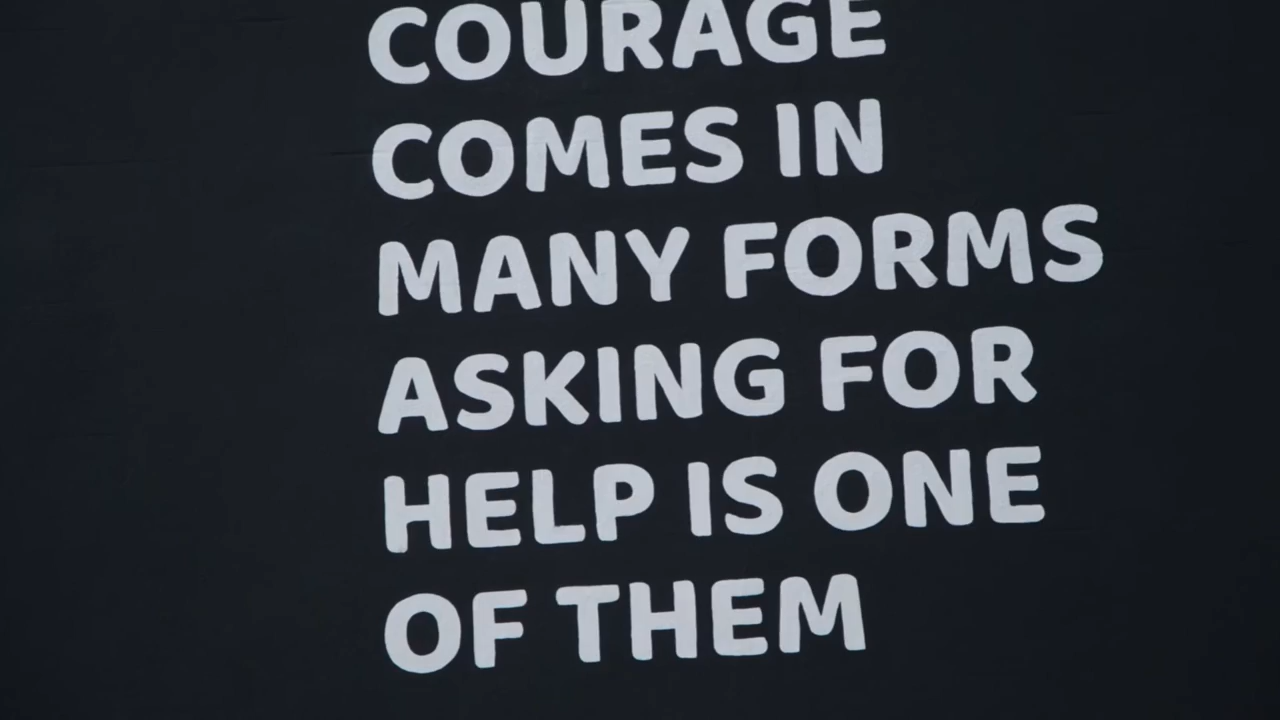 COURAGE
COMES IN
MANY FORMS
ASKING FOR
HELP IS ONE
OF THEM